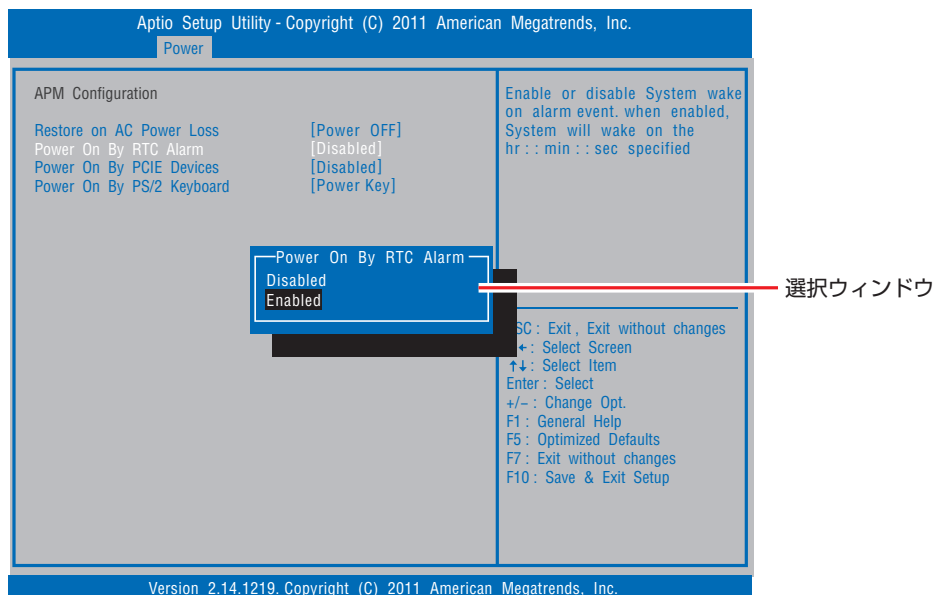 Aptio Setup Utility - Copyright (C) 2011 American Megatrends, Inc.
Power
APM Configuration
Restore on AC Power Loss [Power OFF]
Power On By RTC Alarm [Disabled]
Power On By PCIE Devices [Disabled]
Power On By PS/2 Keyboard [Power Key]
Enable or disable System wake
on alarm event. when enabled,
System will wake on the
hr : : min : : sec specified
Power On By RTC Alarm
Disabled
Enabled
選択ウィンドウ
SC : Exit , Exit without changes
←: Select Screen
↑↓: Select Item
Enter : Select
+/− : Change Opt.
F1 : General Help
F5 : Optimized Defaults
F7 : Exit without changes
F10 : Save & Exit Setup
Version 2.14.1219. Copyright (C) 2011 American Megatrends, Inc.